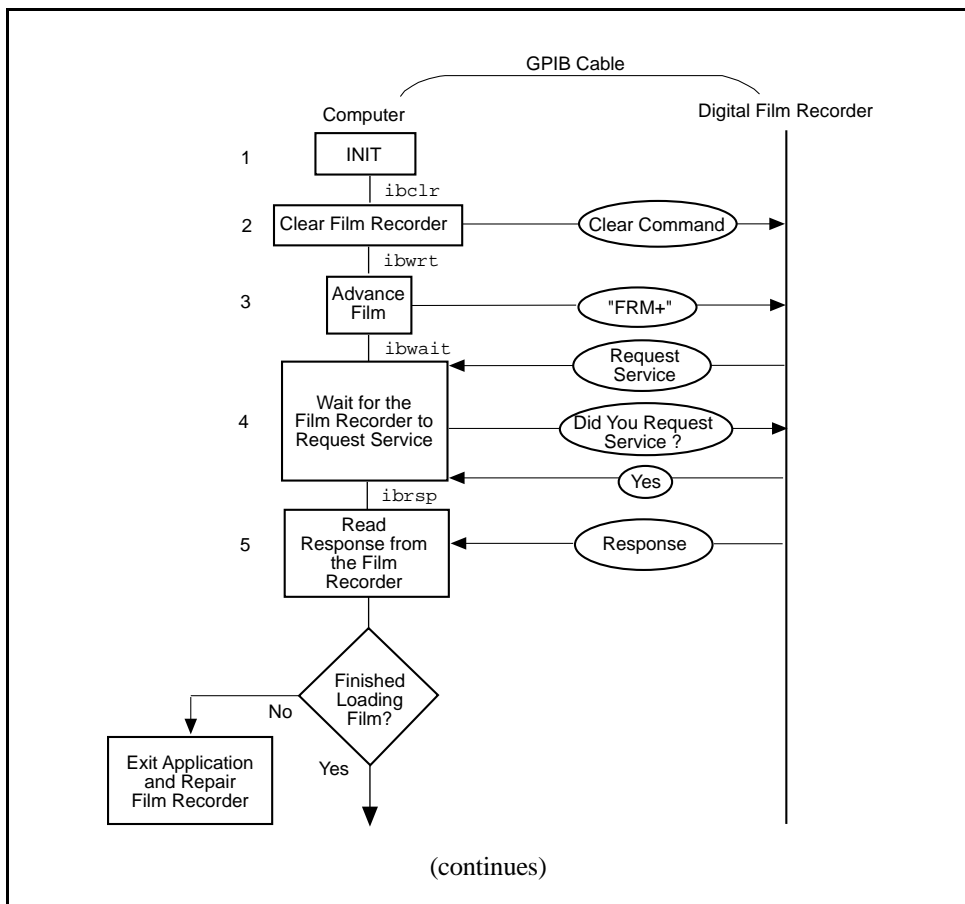 GPIB Cable
Computer
Digital Film Recorder
1
INIT
ibclr
2
Clear Film Recorder
Clear Command
ibwrt
3
Advance
Film
"FRM+"
ibwait
Request
Service
4
Wait for the
Film Recorder to
Request Service
Did You Request
Service ?
Yes
ibrsp
5
Read
Response from
the Film
Recorder
Response
Finished
Loading
Film?
No
Yes
Exit Application
and Repair
Film Recorder
(continues)